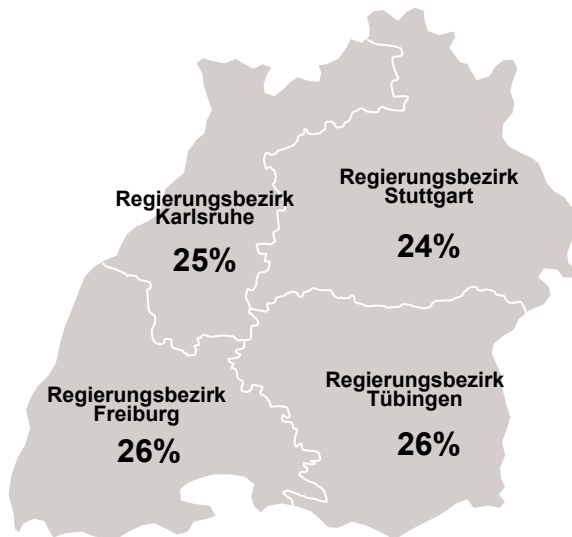 Regierungsbezirk
Karlsruhe
25%
Regierungsbezirk
Stuttgart
24%
Regierungsbezirk
Freiburg
26%
Regierungsbezirk
Tübingen
26%